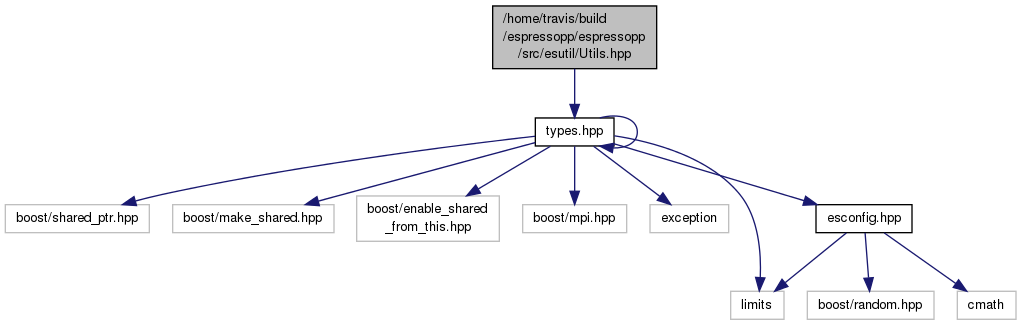 /home/travis/build
/espressopp/espressopp
/src/esutil/Utils.hpp
types.hpp
boost/shared_ptr.hpp
boost/make_shared.hpp
boost/enable_shared
_from_this.hpp
boost/mpi.hpp
exception
esconfig.hpp
limits
boost/random.hpp
cmath